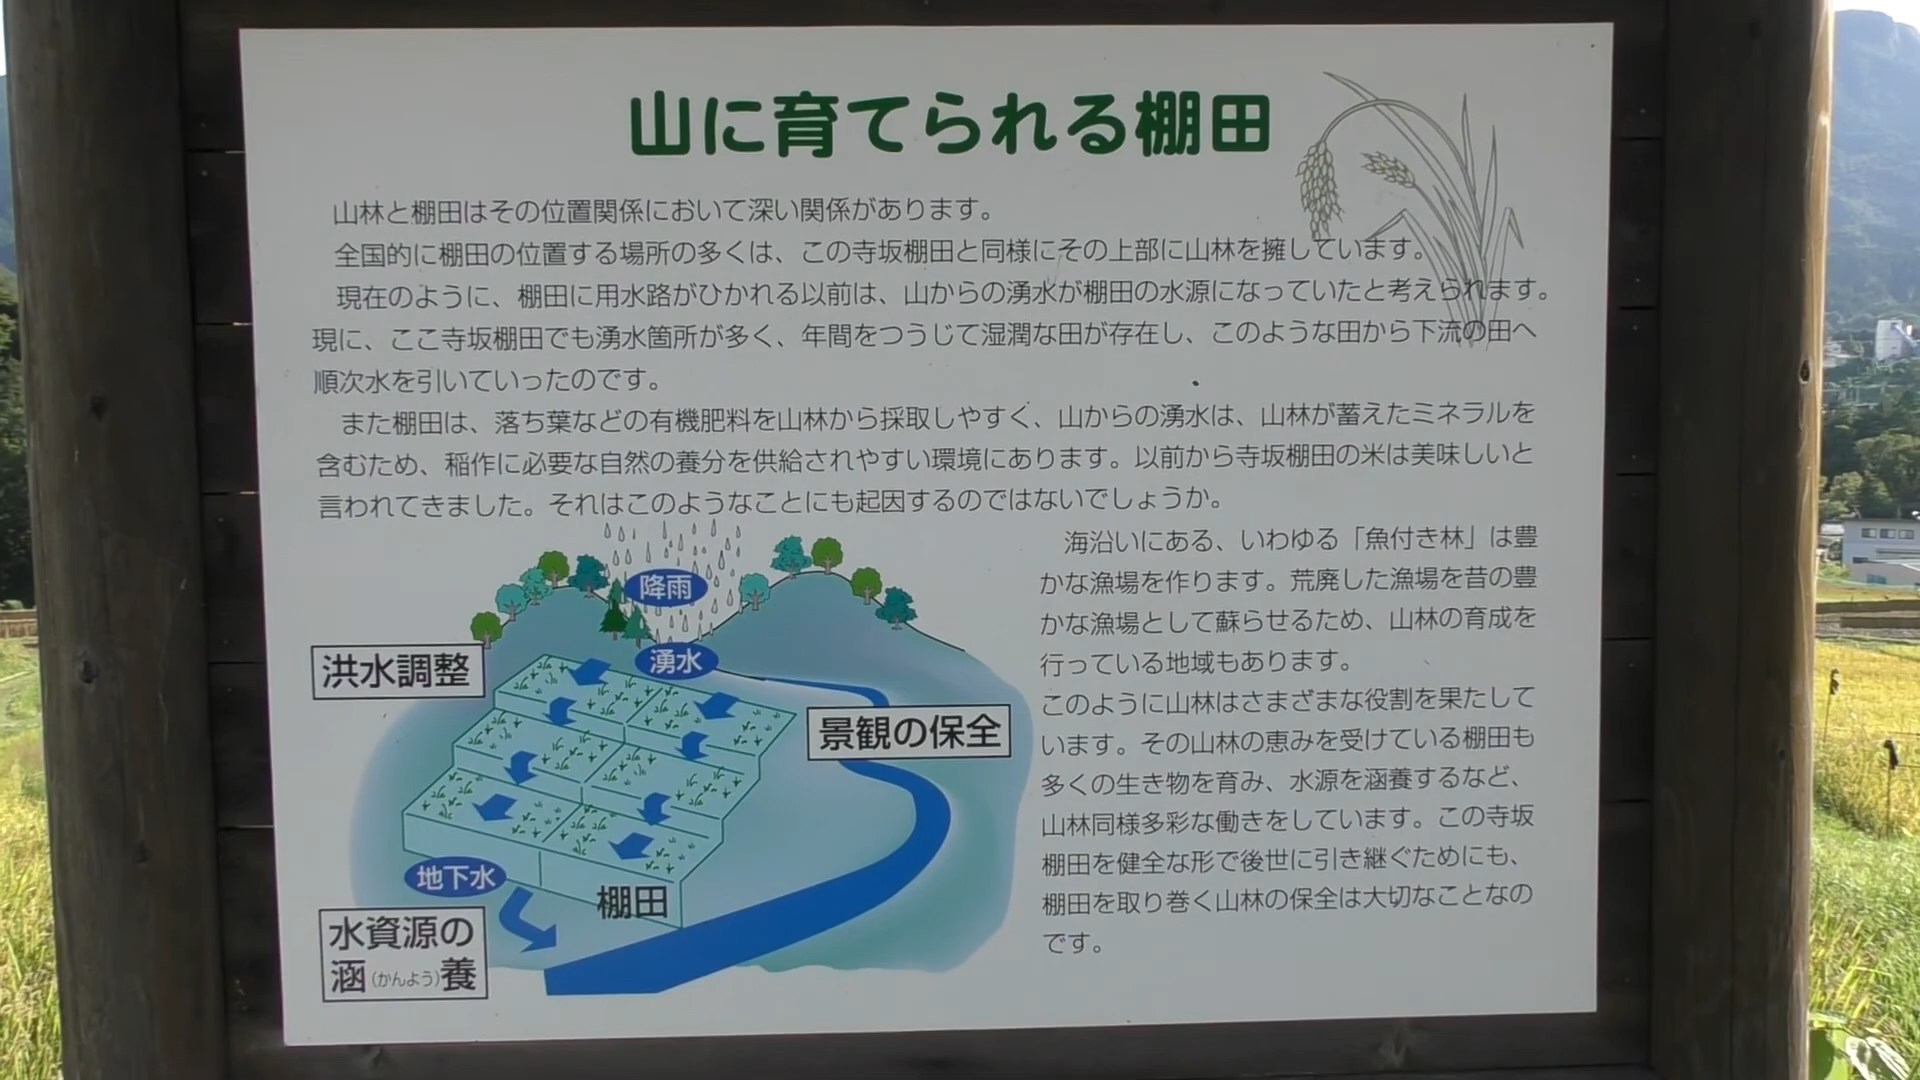 山に育てられる棚田
山林と棚田はその位置関係において深い関係があります。
全国的に棚田の位置する場所の多くは、この寺坂棚田と同様にその上部に山林を擁しています。
現在のように、棚田に用水路がひかれる以前は、山からの湧水が棚田の水源になっていたと考えられます。
現に、ここ寺坂棚田でも湧水箇所が多く、年間をつうじて湿潤な田が存在し、このような田から下流の田へ
順次水を引いていったのです。
また棚田は、落ち葉などの有機肥料を山林から採取しやすく、山からの湧水は、山林が蓄えたミネラルを
含むため、稲作に必要な自然の養分を供給されやすい環境にあります。以前から寺坂棚田の米は美味しいと
言われてきました。それはこのようなことにも起因するのではないでしょうか。
海沿いにある、いわゆる「魚付き林」は豊
かな漁場を作ります。荒廃した漁場を昔の豊
かな漁場として蘇らせるため、山林の育成を
行っている地域もあります。
このように山林はさまざまな役割を果たして
います。その山林の恵みを受けている棚田も
多くの生き物を育み、水源を涵養するなど、
山林同様多彩な働きをしています。この寺坂
棚田を健全な形で後世に引き継ぐためにも、
棚田を取り巻く山林の保全は大切なことなの
です。
降雨
湧水
洪水調整
景観の保全
地下水
棚田
水資源の
涵(かんよう)養